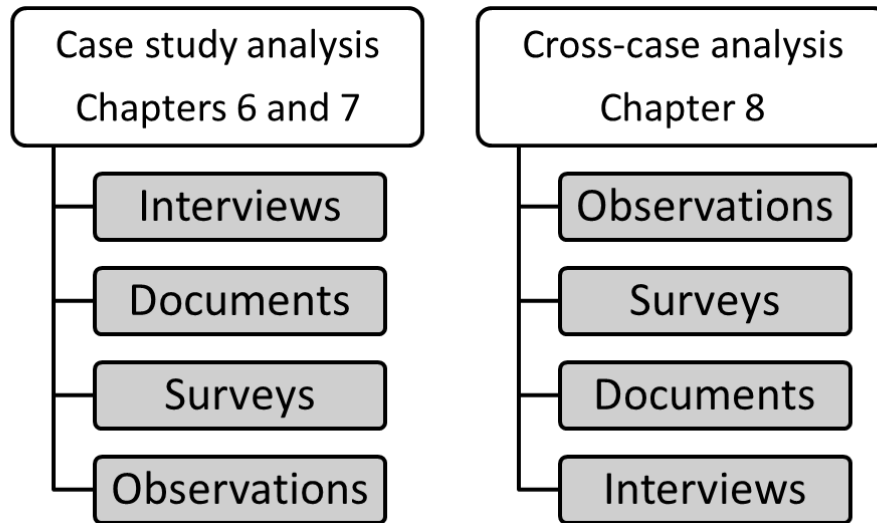 Case study analysis
Chapters 6 and 7
Interviews
Documents
Surveys
Observations
Cross-case analysis
Chapter 8
Observations
Surveys
Documents
Interviews